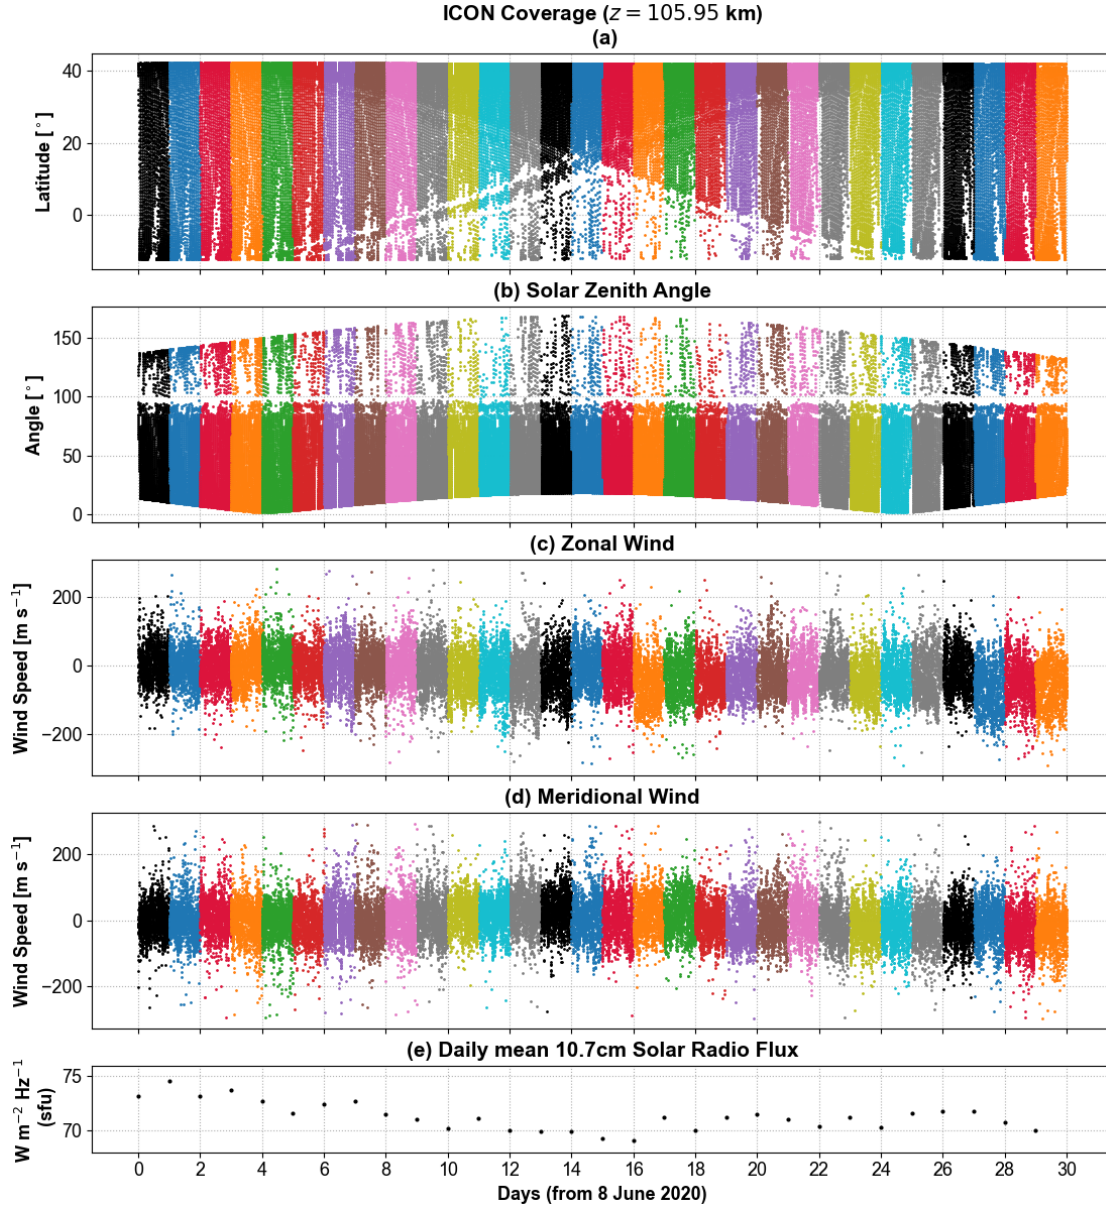 ICON Coverage (z = 105.95 km)
(a)
Latitude [°]
40
20
0
(b) Solar Zenith Angle
Angle [°]
150
100
50
0
(c) Zonal Wind
Wind Speed [m s⁻¹]
200
0
−200
(d) Meridional Wind
Wind Speed [m s⁻¹]
200
0
−200
(e) Daily mean 10.7cm Solar Radio Flux
W m⁻² Hz⁻¹
(sfu)
75
70
0 2 4 6 8 10 12 14 16 18 20 22 24 26 28 30
Days (from 8 June 2020)